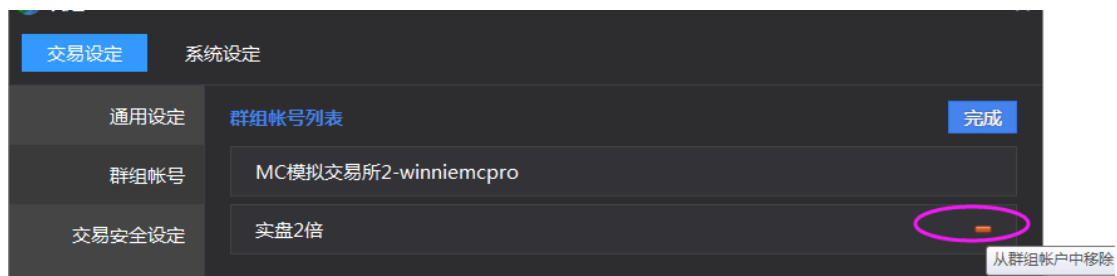 交易设定
系统设定
通用设定
群组帐号列表
完成
群组帐号
MC模拟交易所2-winniemcpro
交易安全设定
实盘2倍
从群组帐户中移除